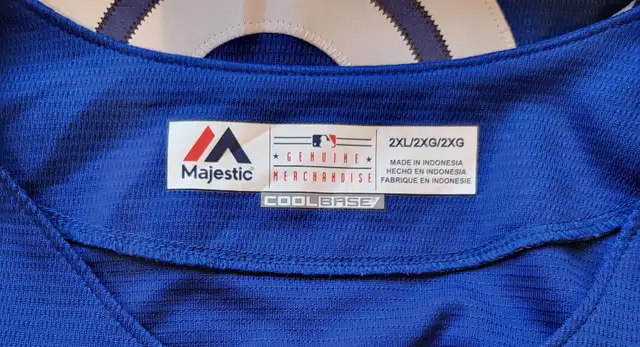 Majestic
GENUINE
MERCHANDISE
2XL/2XG/2XG
MADE IN INDONESIA
HECHO EN INDONESIA
FABRIQUE EN INDONESIE
COOLBASE